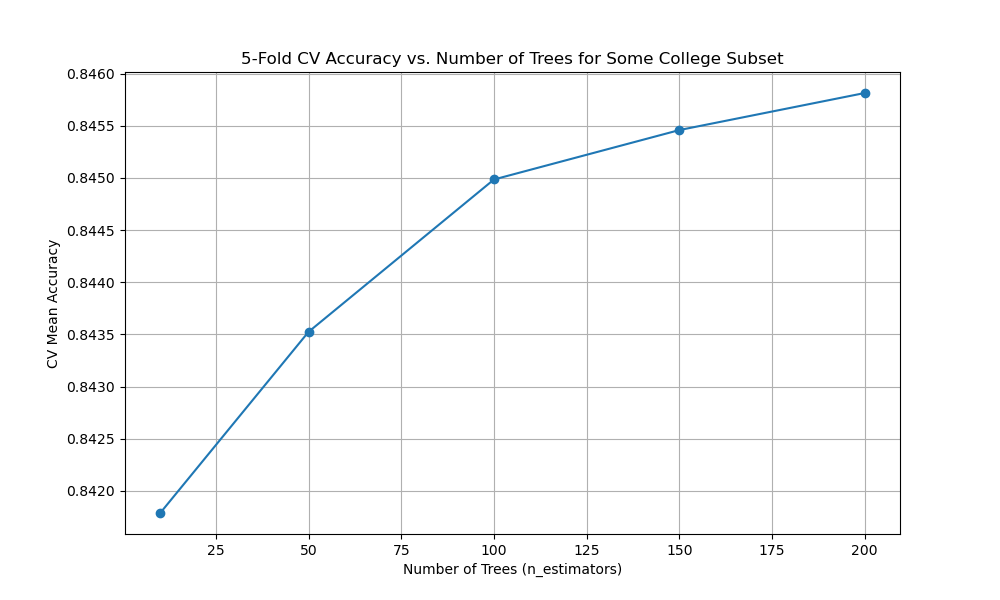 5-Fold CV Accuracy vs. Number of Trees for Some College Subset
0.8460
0.8455
0.8450
0.8445
0.8440
0.8435
0.8430
0.8425
0.8420
CV Mean Accuracy
25 50 75 100 125 150 175 200
Number of Trees (n_estimators)